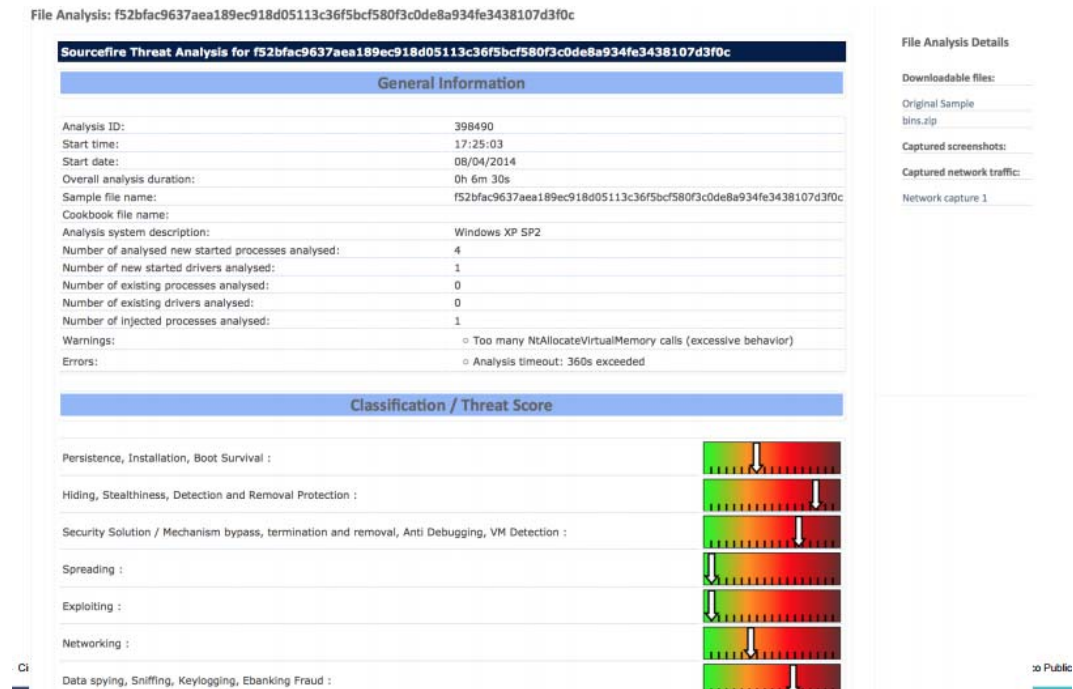 File Analysis: f52bfac9637aea189ec918d05113c36f5bcf580f3c0de8a934fe3438107d3f0c
Sourcefire Threat Analysis for f52bfac9637aea189ec918d05113c36f5bcf580f3c0de8a934fe3438107d3f0c
General Information
Analysis ID: 398490
Start time: 17:25:03
Start date: 08/04/2014
Overall analysis duration: 0h 6m 30s
Sample file name: f52bfac9637aea189ec918d05113c36f5bcf580f3c0de8a934fe3438107d3f0c
Cookbook file name:
Analysis system description: Windows XP SP2
Number of analysed new started processes analysed: 4
Number of new started drivers analysed: 1
Number of existing processes analysed: 0
Number of existing drivers analysed: 0
Number of injected processes analysed: 1
Warnings: ○ Too many NtAllocateVirtualMemory calls (excessive behavior)
Errors: ○ Analysis timeout: 360s exceeded
Classification / Threat Score
Persistence, Installation, Boot Survival :
Hiding, Stealthiness, Detection and Removal Protection :
Security Solution / Mechanism bypass, termination and removal, Anti Debugging, VM Detection :
Spreading :
Exploiting :
Networking :
Data spying, Sniffing, Keylogging, Ebanking Fraud :
File Analysis Details
Downloadable files:
Original Sample
bins.zip
Captured screenshots:
Captured network traffic:
Network capture 1
Ci
co Public